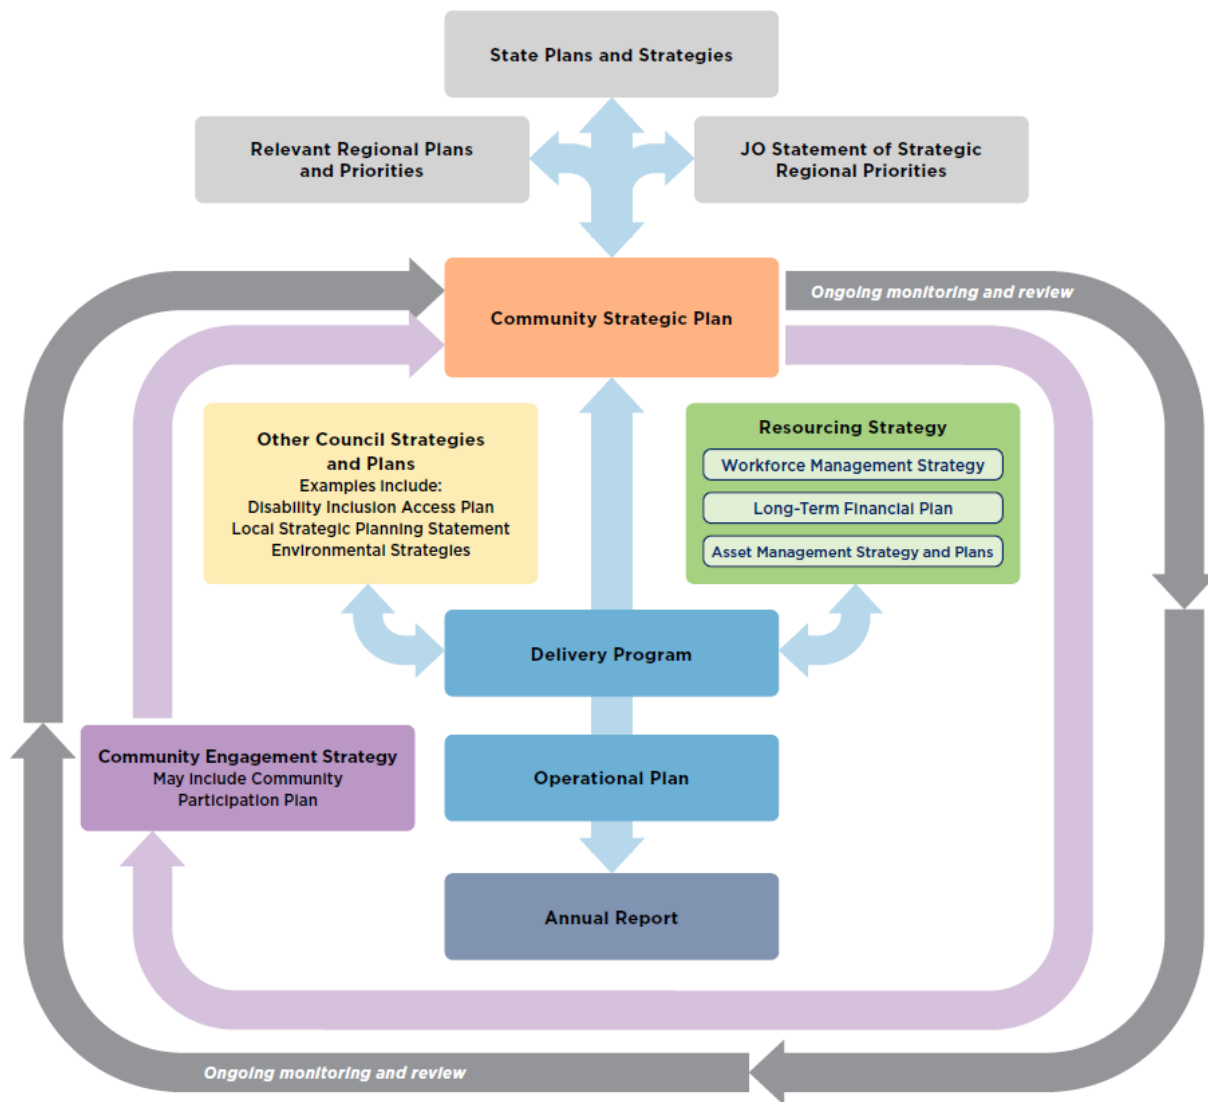 State Plans and Strategies
Relevant Regional Plans
and Priorities
JO Statement of Strategic
Regional Priorities
Ongoing monitoring and review
Community Strategic Plan
Other Council Strategies
and Plans
Examples include:
Disability Inclusion Access Plan
Local Strategic Planning Statement
Environmental Strategies
Resourcing Strategy
Workforce Management Strategy
Long-Term Financial Plan
Asset Management Strategy and Plans
Delivery Program
Community Engagement Strategy
May Include Community
Participation Plan
Operational Plan
Annual Report
Ongoing monitoring and review